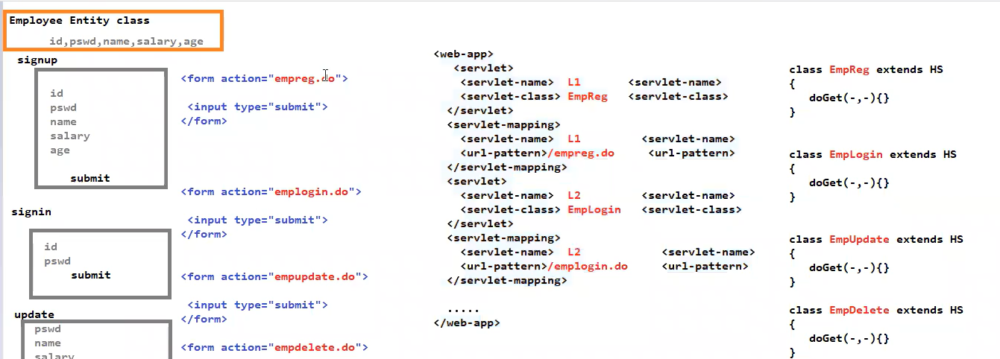 Employee Entity class
id,pswd,name,salary,age
signup
id
pswd
name
salary
age
submit
signin
id
pswd
submit
update
pswd
name
salary
<form action="empreg.do">
<input type="submit">
</form>
<form action="emplogin.do">
<input type="submit">
</form>
<form action="empupdate.do">
<input type="submit">
</form>
<form action="empdelete.do">
<web-app>
<servlet>
<servlet-name> L1 <servlet-name>
<servlet-class> EmpReg <servlet-class>
</servlet>
<servlet-mapping>
<servlet-name> L1 <servlet-name>
<url-pattern>/empreg.do <url-pattern>
</servlet-mapping>
<servlet>
<servlet-name> L2 <servlet-name>
<servlet-class> EmpLogin <servlet-class>
</servlet>
<servlet-mapping>
<servlet-name> L2 <servlet-name>
<url-pattern>/emplogin.do <url-pattern>
</servlet-mapping>
.....
</web-app>
class EmpReg extends HS
{
doGet(-,-){}
}
class EmpLogin extends HS
{
doGet(-,-){}
}
class EmpUpdate extends HS
{
doGet(-,-){}
}
class EmpDelete extends HS
{
doGet(-,-){}
}